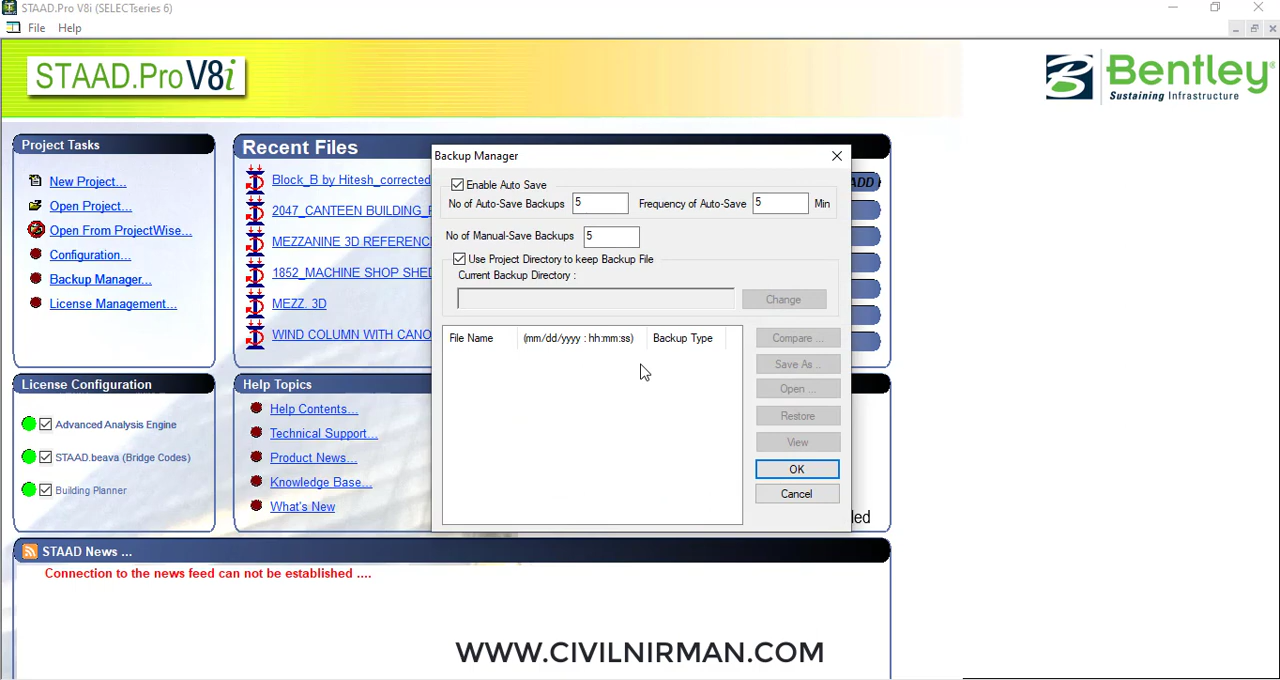 STAAD.Pro V8i (SELECTseries 6)
File Help
STAAD.Pro V8i
Bentley®
Sustaining Infrastructure
Project Tasks
New Project...
Open Project...
Open From ProjectWise...
Configuration...
Backup Manager...
License Management...
Recent Files
Block_B by Hitesh_corrected
2047_CANTEEN BUILDING_
MEZZANINE 3D REFERENC
1852_MACHINE SHOP SHED
MEZZ. 3D
WIND COLUMN WITH CANO
ADD
Backup Manager
Enable Auto Save
No of Auto-Save Backups 5 Frequency of Auto-Save 5 Min
No of Manual-Save Backups 5
Use Project Directory to keep Backup File
Current Backup Directory :
Change
File Name (mm/dd/yyyy : hh:mm:ss) Backup Type
Compare ...
Save As ..
Open ...
Restore
View
OK
Cancel
License Configuration
Advanced Analysis Engine
STAAD.beava (Bridge Codes)
Building Planner
Help Topics
Help Contents...
Technical Support...
Product News...
Knowledge Base...
What's New
led
STAAD News ...
Connection to the news feed can not be established ....
WWW.CIVILNIRMAN.COM